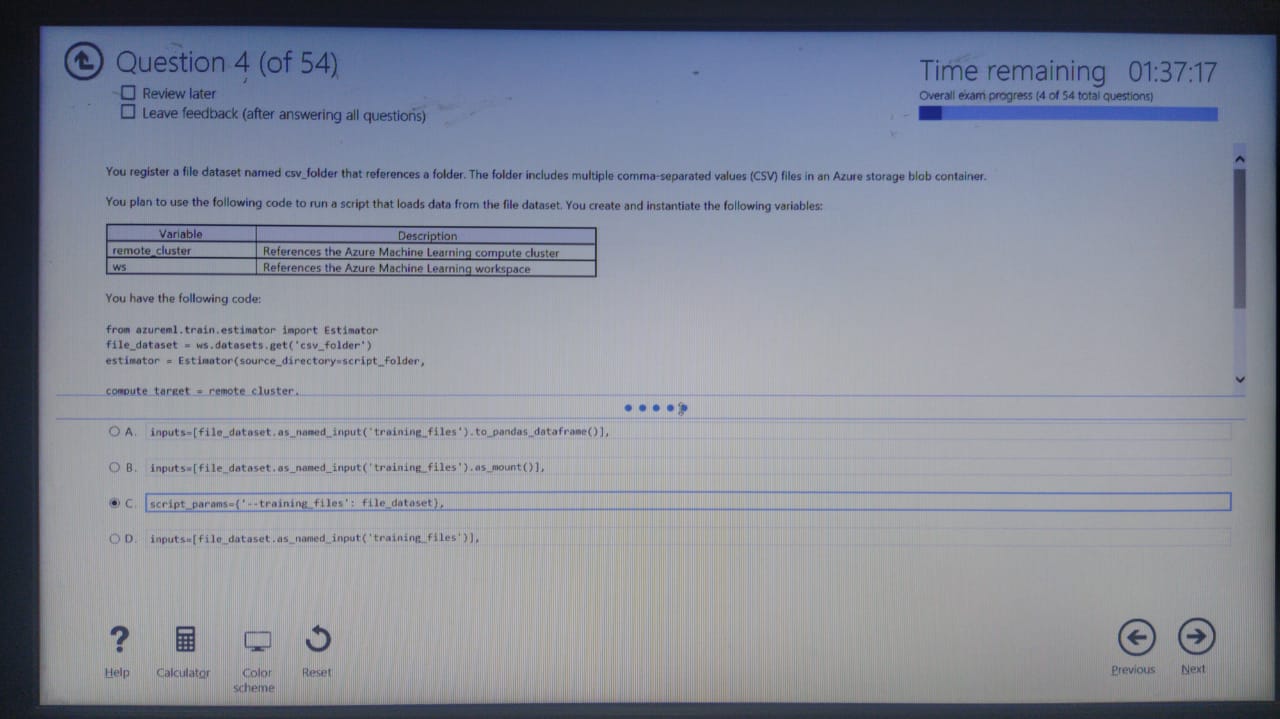 Question 4 (of 54)
Review later
Leave feedback (after answering all questions)
Time remaining 01:37:17
Overall exam progress (4 of 54 total questions)
You register a file dataset named csv_folder that references a folder. The folder includes multiple comma-separated values (CSV) files in an Azure storage blob container.
You plan to use the following code to run a script that loads data from the file dataset. You create and instantiate the following variables:
Variable Description
remote_cluster References the Azure Machine Learning compute cluster
ws References the Azure Machine Learning workspace
You have the following code:
from azureml.train.estimator import Estimator
file_dataset = ws.datasets.get('csv_folder')
estimator = Estimator(source_directory=script_folder,
compute_target = remote_cluster,
A. inputs=[file_dataset.as_named_input('training_files').to_pandas_dataframe()],
B. inputs=[file_dataset.as_named_input('training_files').as_mount()],
C. script_params={'--training_files': file_dataset},
D. inputs=[file_dataset.as_named_input('training_files')],
? Help
Calculator
Color scheme
Reset
Previous
Next